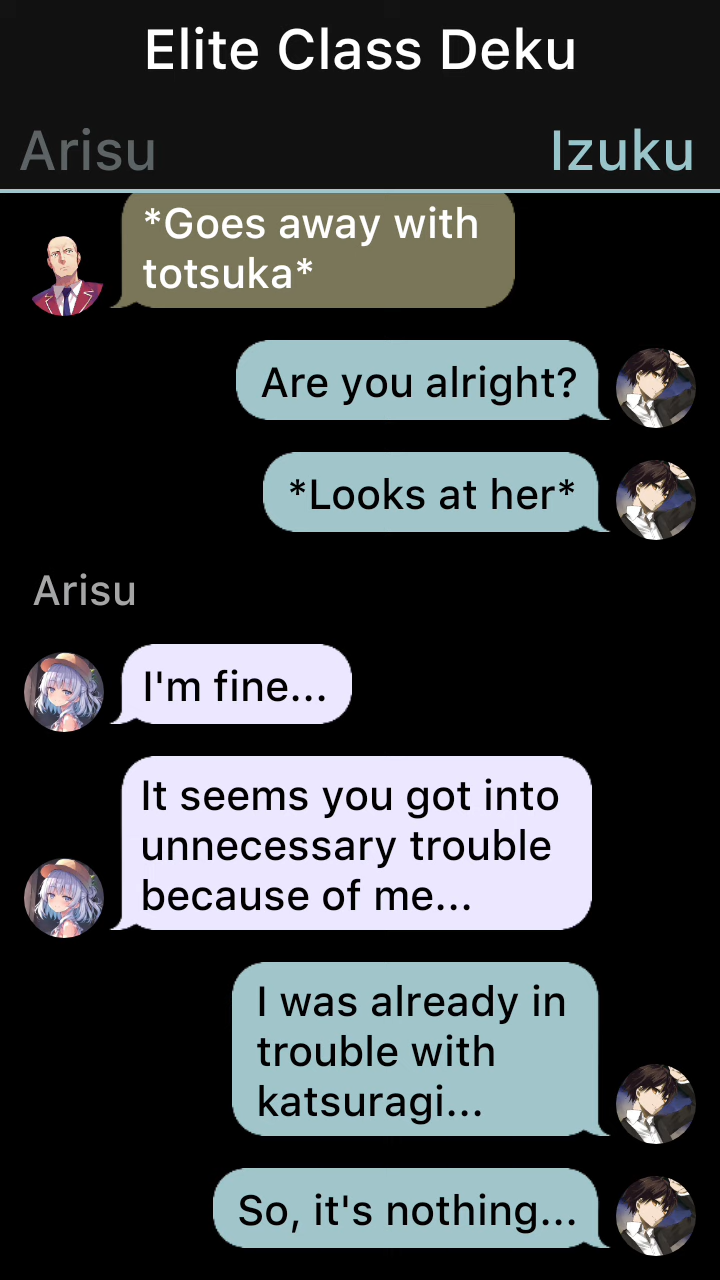 Elite Class Deku
Arisu
Izuku
*Goes away with
totsuka*
Are you alright?
*Looks at her*
Arisu
I'm fine...
It seems you got into
unnecessary trouble
because of me...
I was already in
trouble with
katsuragi...
So, it's nothing...